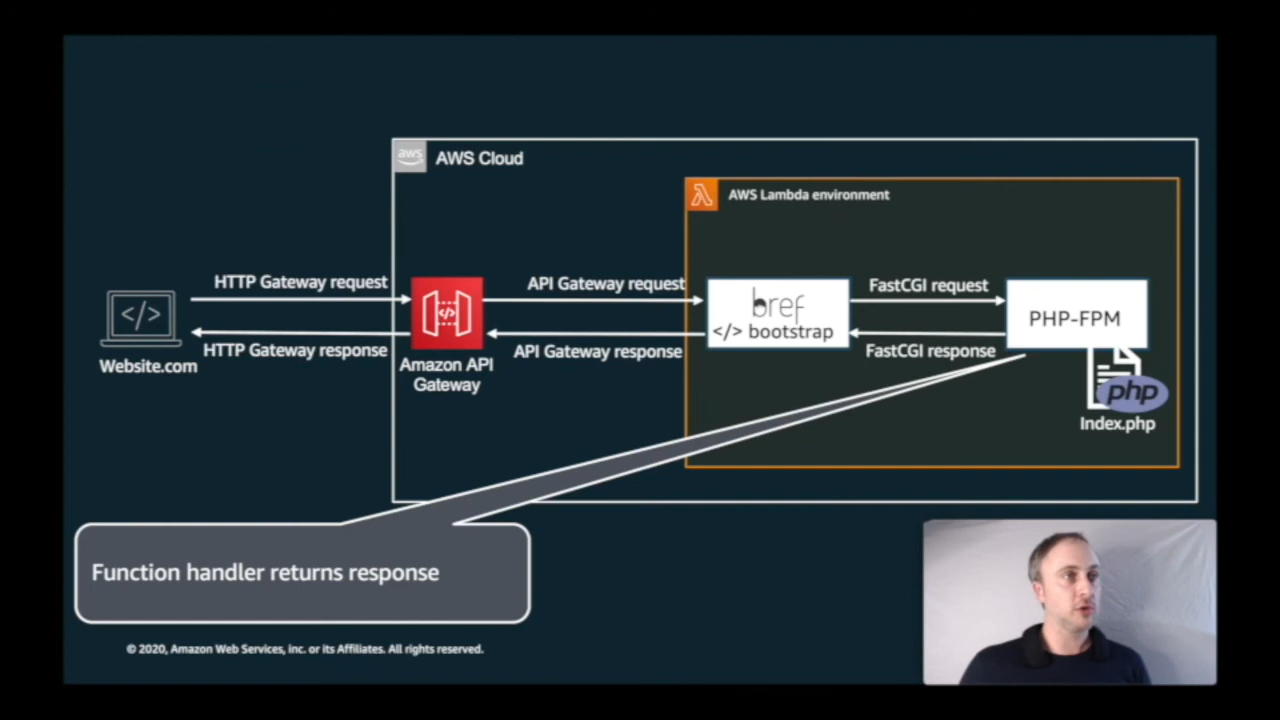 aws
AWS Cloud
AWS Lambda environment
HTTP Gateway request
API Gateway request
FastCGI request
bref
</> bootstrap
PHP-FPM
</>
</>
HTTP Gateway response
API Gateway response
FastCGI response
Website.com
Amazon API
Gateway
php
Index.php
Function handler returns response
© 2020, Amazon Web Services, inc. or its Affiliates. All rights reserved.